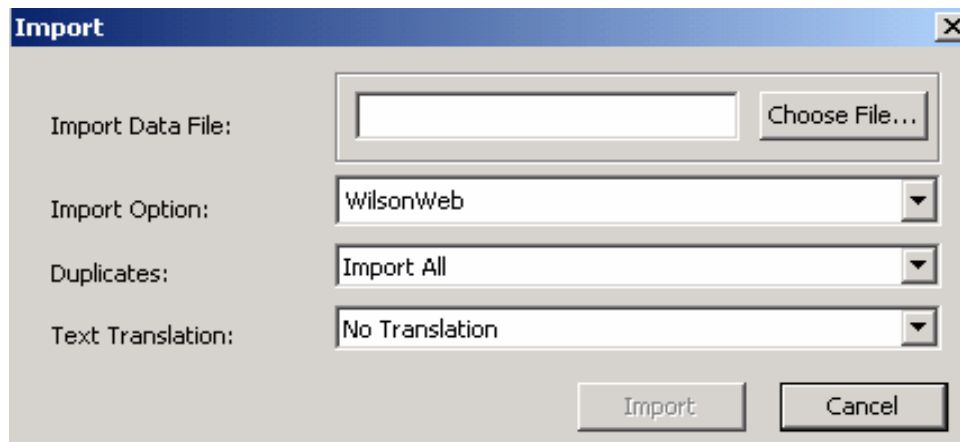 Import
Import Data File:
Choose File...
Import Option:
WilsonWeb
Duplicates:
Import All
Text Translation:
No Translation
Import
Cancel